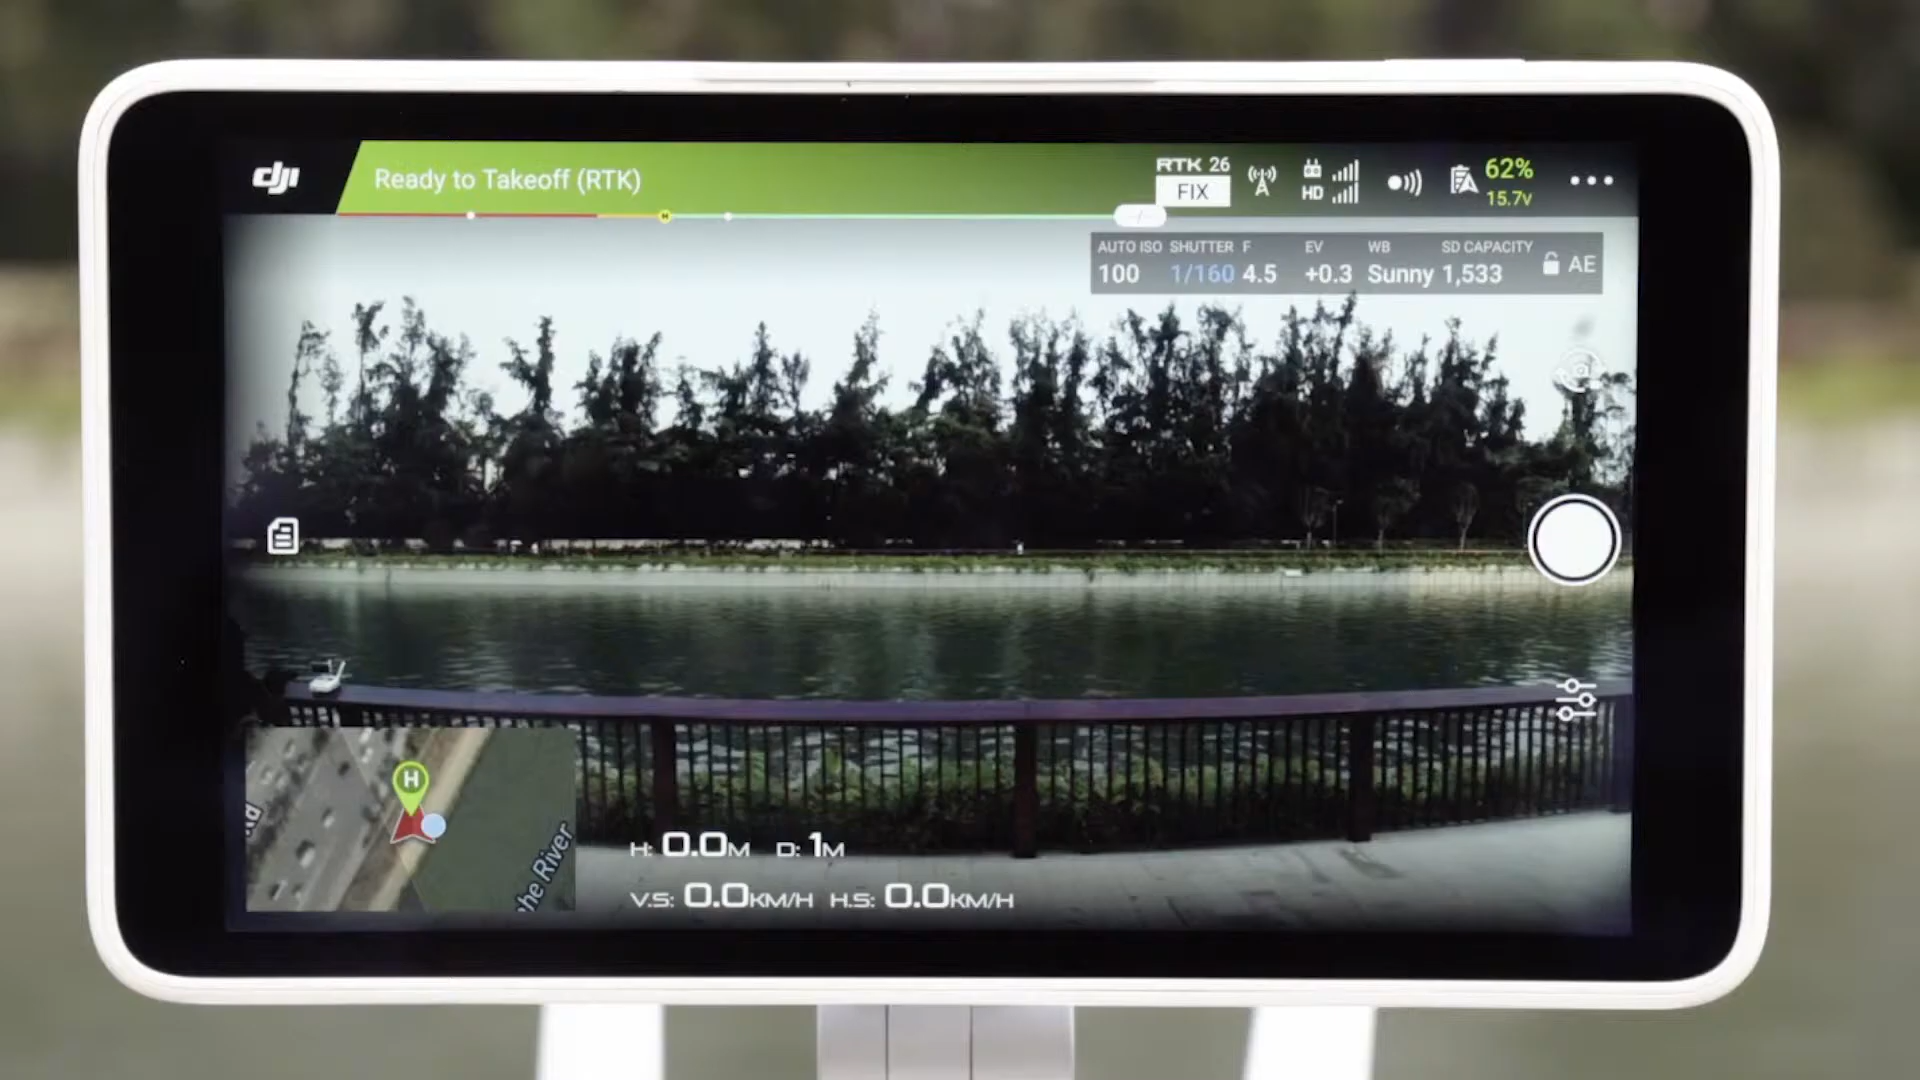 dji
Ready to Takeoff (RTK)
RTK 26
FIX
HD
62%
15.7V
AUTO ISO SHUTTER F EV WB SD CAPACITY
100 1/160 4.5 +0.3 Sunny 1,533
AE
H
H
he River
H: 0.0M D: 1M
V.S: 0.0KM/H H.S: 0.0KM/H